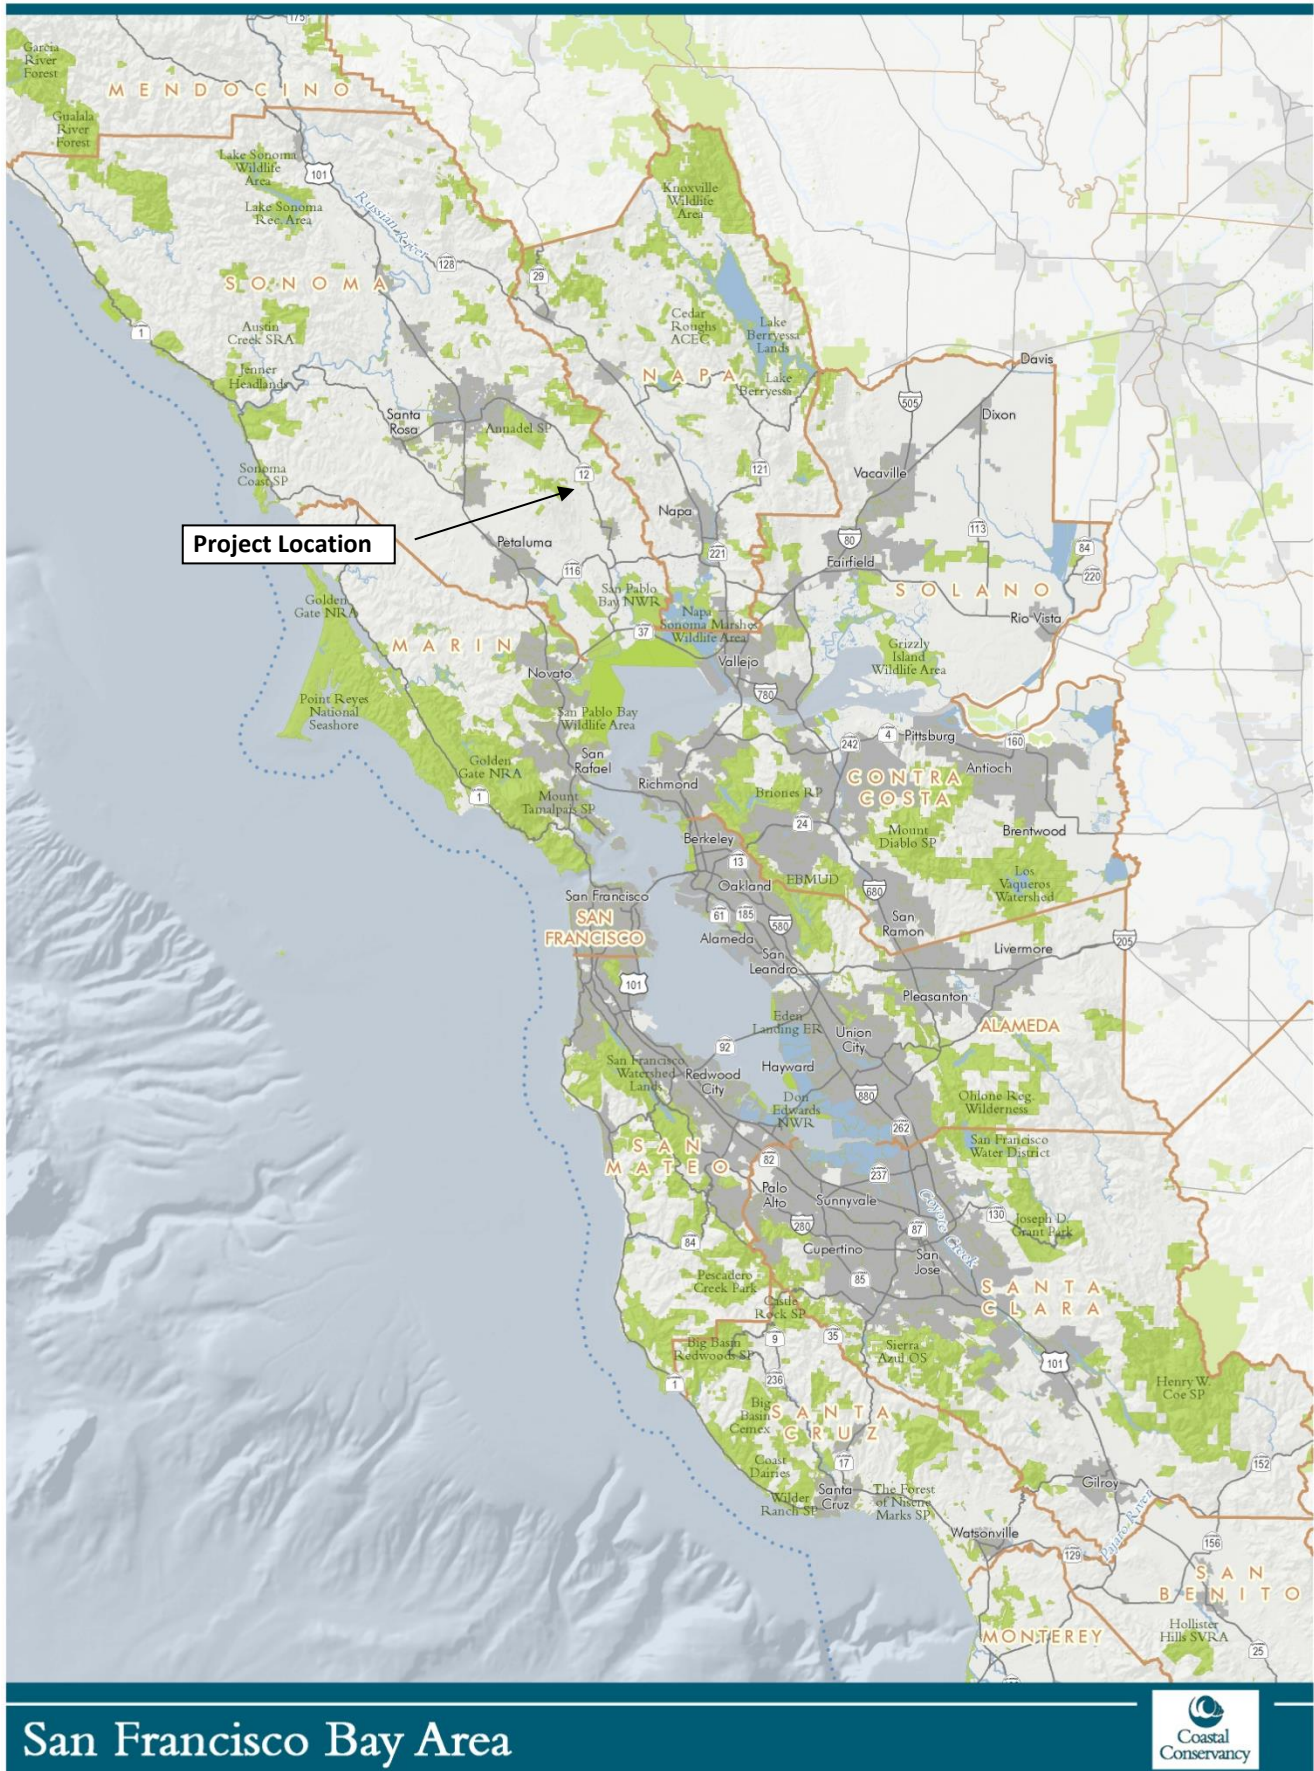 175
Garcia
River
Forest
MENDOCINO
Gualala
River
Forest
Lake Sonoma
Wildlife
Area
101
Lake Sonoma
Rec. Area
Russian River
Knoxville
Wildlife
Area
128
29
SONOMA
1
Austin
Creek SRA
Cedar
Roughs
ACEC
Lake
Berryessa
Lands
Jenner
Headlands
NAPA
Lake
Berryessa
Davis
505
Santa
Rosa
Annadel SP
Dixon
Sonoma
Coast SP
12
121
Vacaville
Napa
Project Location
Petaluma
221
80
113
84
Fairfield
116
220
Golden
Gate NRA
San Pablo
Bay NWR
SOLANO
Napa
Sonoma Marshes
Wildlife Area
Rio Vista
37
MARIN
Grizzly
Island
Wildlife Area
Novato
Vallejo
780
Point Reyes
National
Seashore
San Pablo Bay
Wildlife Area
242
4
Pittsburg
160
Golden
Gate NRA
San
Rafael
Richmond
CONTRA
COSTA
Antioch
1
Mount
Tamalpais SP
Briones RP
24
Mount
Diablo SP
Brentwood
Berkeley
13
Oakland
EBMUD
680
Los
Vaqueros
Watershed
San Francisco
SAN
FRANCISCO
61
185
580
San
Ramon
Alameda
205
Livermore
San
Leandro
101
Pleasanton
Eden
Landing ER
Union
City
ALAMEDA
92
San Francisco
Watershed
Lands
Redwood
City
Hayward
880
Don
Edwards
NWR
Ohlone Reg.
Wilderness
262
San Francisco
Water District
SAN
MATEO
82
237
Palo
Alto
Sunnyvale
Coyote Creek
280
87
130
Joseph D.
Grant Park
84
Cupertino
San
Jose
85
Pescadero
Creek Park
SANTA
CLARA
Castle
Rock SP
9
35
Big Basin
Redwoods SP
Sierra
Azul OS
101
1
236
Henry W.
Coe SP
Big
Basin
Cemex
SANTA
CRUZ
Coast
Dairies
17
152
Wilder
Ranch SP
Santa
Cruz
The Forest
of Nisene
Marks SP
Gilroy
Watsonville
Pajaro River
129
156
SAN
BENITO
MONTEREY
Hollister
Hills SVRA
25
San Francisco Bay Area
Coastal
Conservancy